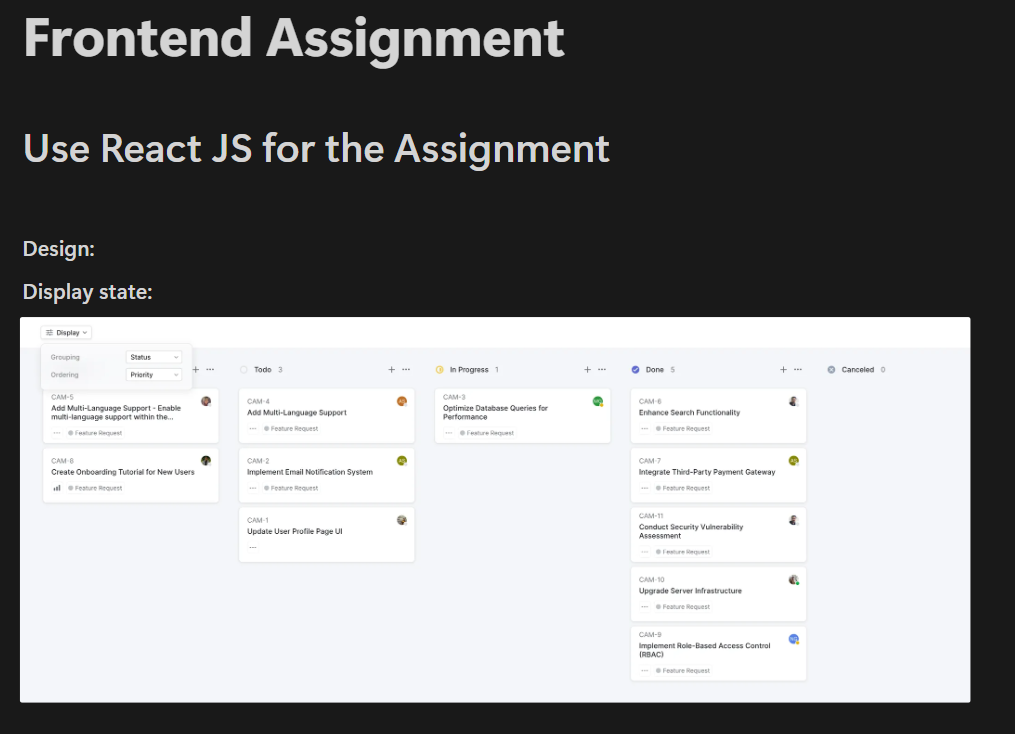 Frontend Assignment
Use React JS for the Assignment
Design:
Display state:
Display
Grouping
Status
Ordering
Priority
CAM-5
Add Multi-Language Support - Enable
multi-language support within the...
Feature Request
CAM-8
Create Onboarding Tutorial for New Users
Feature Request
Todo 3
CAM-4
Add Multi-Language Support
Feature Request
CAM-2
Implement Email Notification System
Feature Request
CAM-1
Update User Profile Page UI
In Progress 1
CAM-3
Optimize Database Queries for
Performance
Feature Request
Done 5
CAM-6
Enhance Search Functionality
Feature Request
CAM-7
Integrate Third-Party Payment Gateway
Feature Request
CAM-11
Conduct Security Vulnerability
Assessment
Feature Request
CAM-10
Upgrade Server Infrastructure
Feature Request
CAM-9
Implement Role-Based Access Control
(RBAC)
Feature Request
Canceled 0